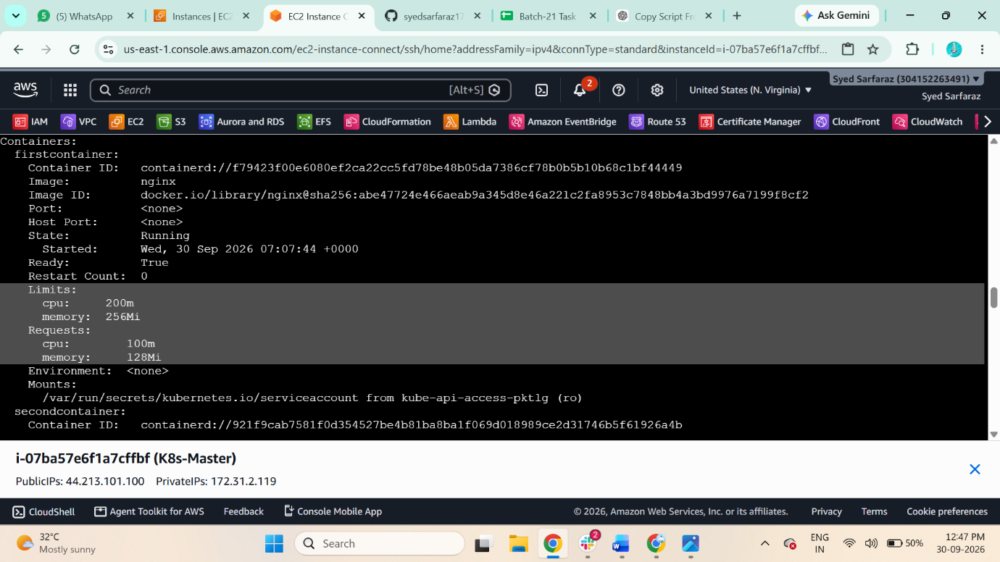 (5) WhatsApp
Instances | EC2
EC2 Instance C
syedsarfaraz17
Batch-21 Task
Copy Script Fro
Ask Gemini
us-east-1.console.aws.amazon.com/ec2-instance-connect/ssh/home?addressFamily=ipv4&connType=standard&instanceId=i-07ba57e6f1a7cffbf...
aws
Search
[Alt+S]
2
United States (N. Virginia)
Syed Sarfaraz (304152263491)
Syed Sarfaraz
IAM
VPC
EC2
S3
Aurora and RDS
EFS
CloudFormation
Lambda
Amazon EventBridge
Route 53
Certificate Manager
CloudFront
CloudWatch
Containers:
firstcontainer:
Container ID: containerd://f79423f00e6080ef2ca22cc5fd78be48b05da7386cf78b0b5b10b68c1bf44449
Image: nginx
Image ID: docker.io/library/nginx@sha256:abe47724e466aeab9a345d8e46a221c2fa8953c7848bb4a3bd9976a7199f8cf2
Port: <none>
Host Port: <none>
State: Running
Started: Wed, 30 Sep 2026 07:07:44 +0000
Ready: True
Restart Count: 0
Limits:
cpu: 200m
memory: 256Mi
Requests:
cpu: 100m
memory: 128Mi
Environment: <none>
Mounts:
/var/run/secrets/kubernetes.io/serviceaccount from kube-api-access-pktlg (ro)
secondcontainer:
Container ID: containerd://921f9cab7581f0d354527be4b81ba8ba1f069d018989ce2d31746b5f61926a4b
i-07ba57e6f1a7cffbf (K8s-Master)
PublicIPs: 44.213.101.100 PrivateIPs: 172.31.2.119
CloudShell
Agent Toolkit for AWS
Feedback
Console Mobile App
© 2026, Amazon Web Services, Inc. or its affiliates.
Privacy
Terms
Cookie preferences
32°C
Mostly sunny
Search
2
ENG
IN
50%
12:47 PM
30-09-2026